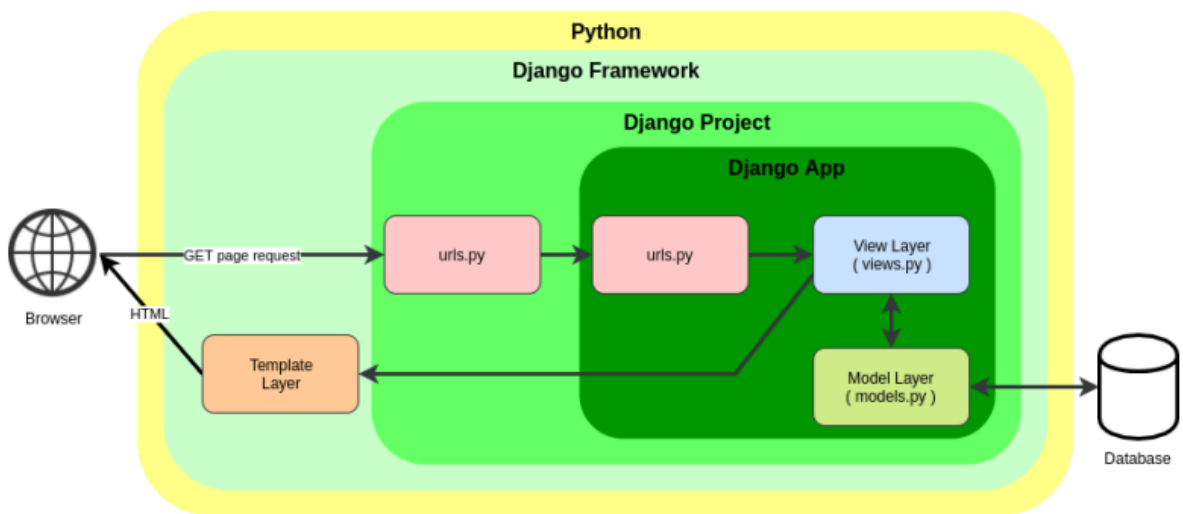 Python
Django Framework
Django Project
Django App
GET page request
urls.py
urls.py
View Layer
( views.py )
Browser
HTML
Template
Layer
Model Layer
( models.py )
Database